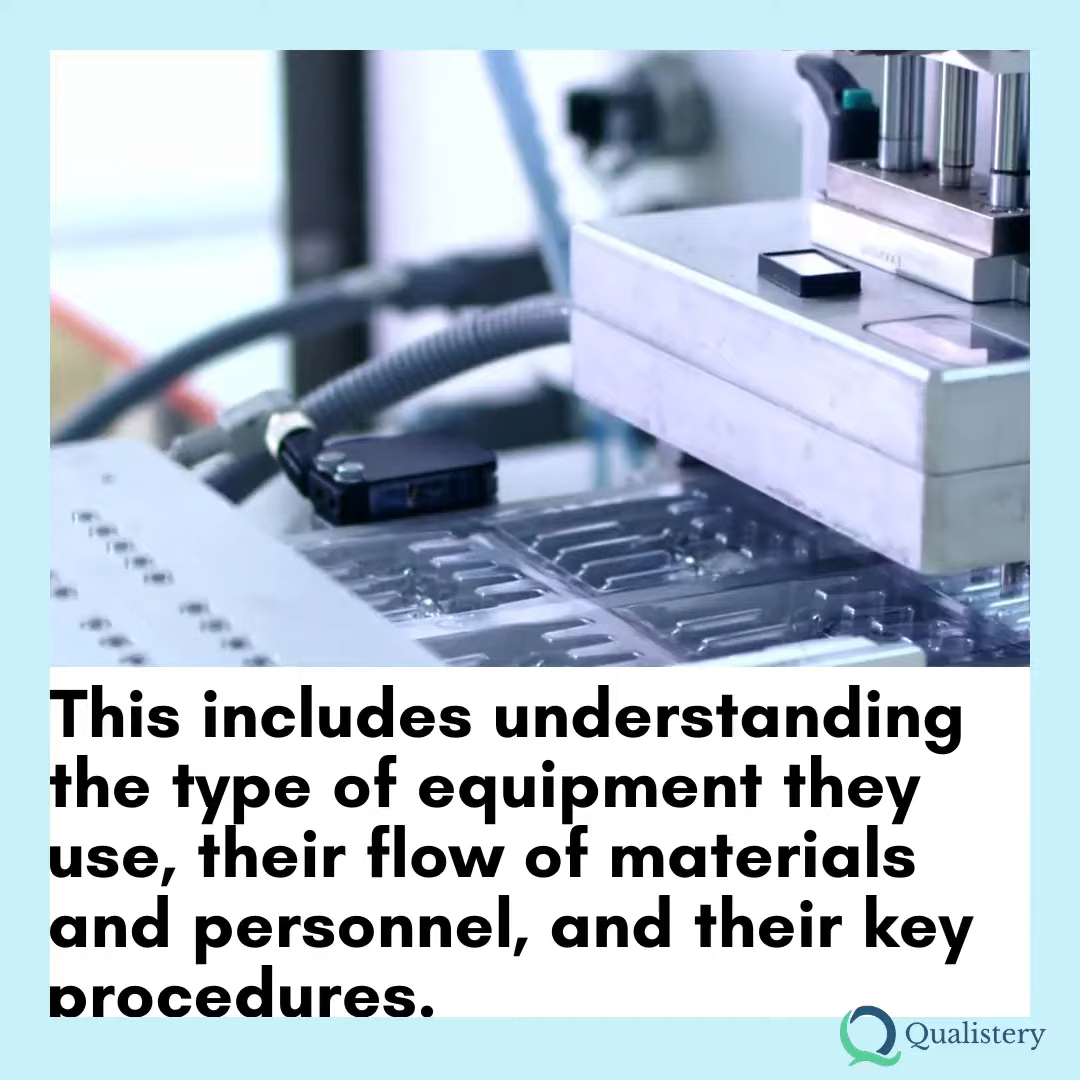 This includes understanding
the type of equipment they
use, their flow of materials
and personnel, and their key
procedures.
Qualistery